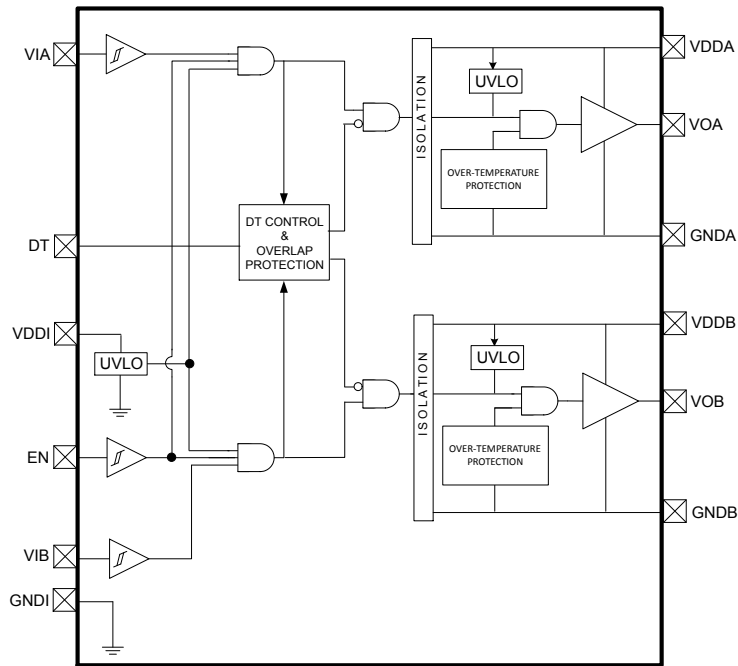 VIA
VDDA
UVLO
VOA
ISOLATION
OVER-TEMPERATURE
PROTECTION
DT CONTROL
&
OVERLAP
PROTECTION
GNDA
DT
VDDI
UVLO
VDDB
UVLO
VOB
ISOLATION
OVER-TEMPERATURE
PROTECTION
EN
GNDB
VIB
GNDI